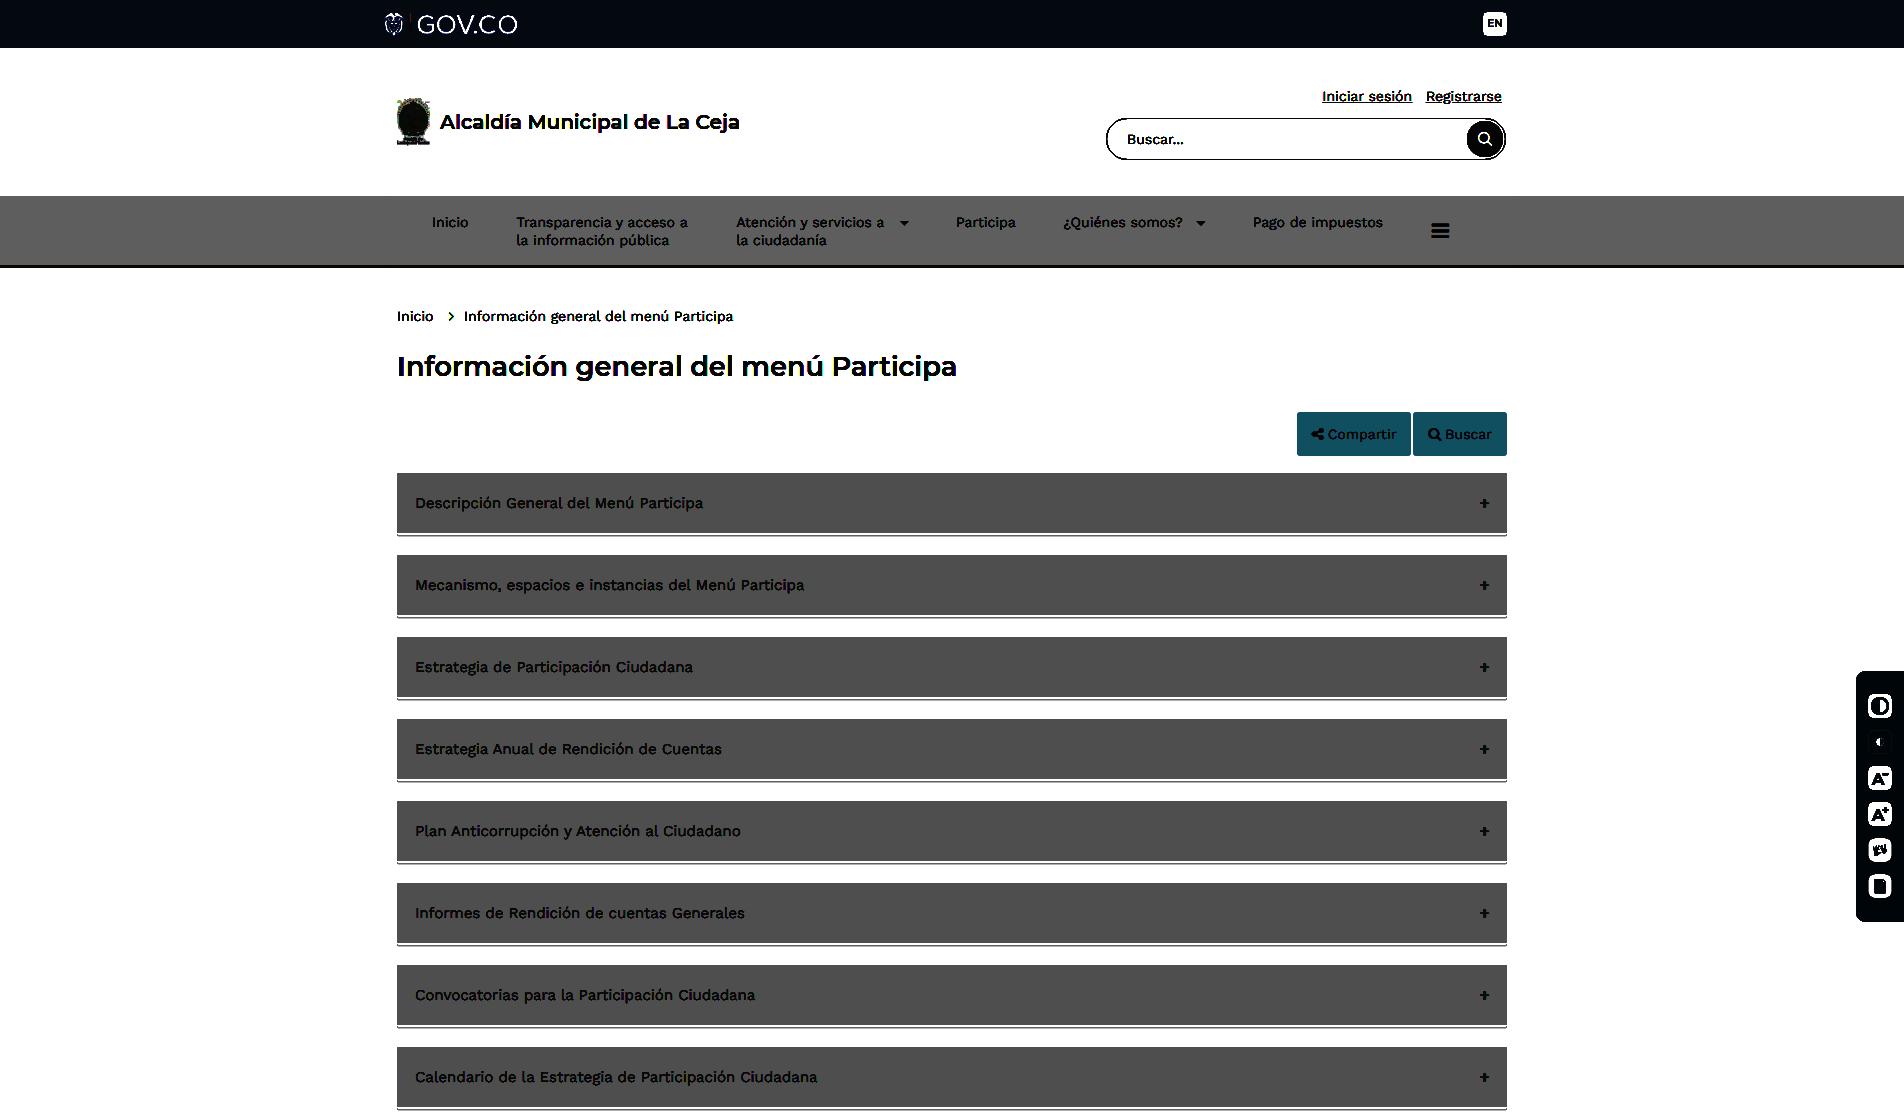 GOV.CO
EN
Iniciar sesión Registrarse
Alcaldía Municipal de La Ceja
Buscar...
Inicio
Transparencia y acceso a
la información pública
Atención y servicios a
la ciudadanía
Participa
¿Quiénes somos?
Pago de impuestos
Inicio > Información general del menú Participa
Información general del menú Participa
Compartir
Buscar
Descripción General del Menú Participa +
Mecanismo, espacios e instancias del Menú Participa +
Estrategia de Participación Ciudadana +
Estrategia Anual de Rendición de Cuentas +
Plan Anticorrupción y Atención al Ciudadano +
Informes de Rendición de cuentas Generales +
Convocatorias para la Participación Ciudadana +
Calendario de la Estrategia de Participación Ciudadana +
A-
A+